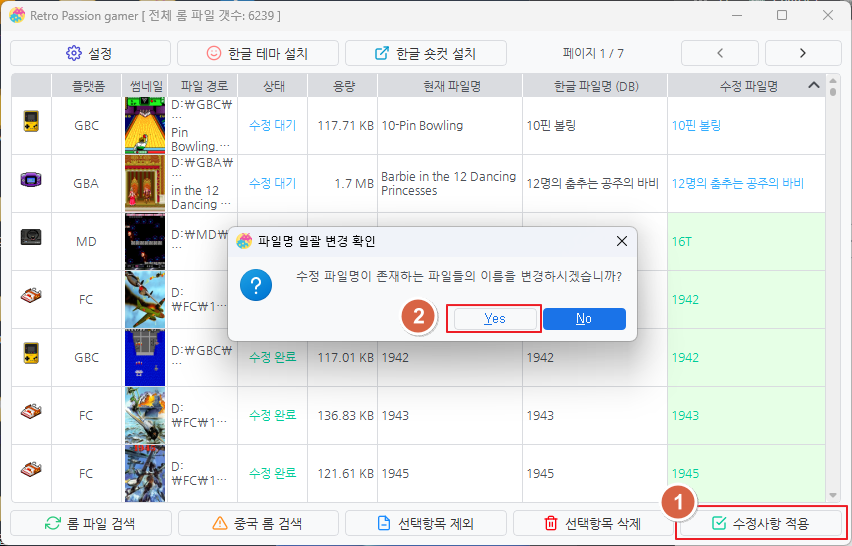 Retro Passion gamer [ 전체 롬 파일 갯수: 6239 ]
설정
한글 테마 설치
한글 숏컷 설치
페이지 1 / 7
플랫폼 썸네일 파일 경로 상태 용량 현재 파일명 한글 파일명 (DB) 수정 파일명
GBC
D:₩GBC₩
…
Pin
Bowling.…
수정 대기 117.71 KB 10-Pin Bowling 10핀 볼링 10핀 볼링
GBA
D:₩GBA₩
…
in the 12
Dancing …
수정 대기 1.7 MB
Barbie in the 12 Dancing
Princesses
12명의 춤추는 공주의 바비 12명의 춤추는 공주의 바비
MD
D:₩MD₩
…
16T
파일명 일괄 변경 확인
수정 파일명이 존재하는 파일들의 이름을 변경하시겠습니까?
2
Yes
No
FC
D:
₩FC₩1…
1942
GBC
D:₩GBC₩
…
수정 완료 117.01 KB 1942 1942 1942
FC
D:
₩FC₩1…
수정 완료 136.83 KB 1943 1943 1943
FC
D:
₩FC₩1…
수정 완료 121.61 KB 1945 1945 1945
1
롬 파일 검색
중국 롬 검색
선택항목 제외
선택항목 삭제
수정사항 적용